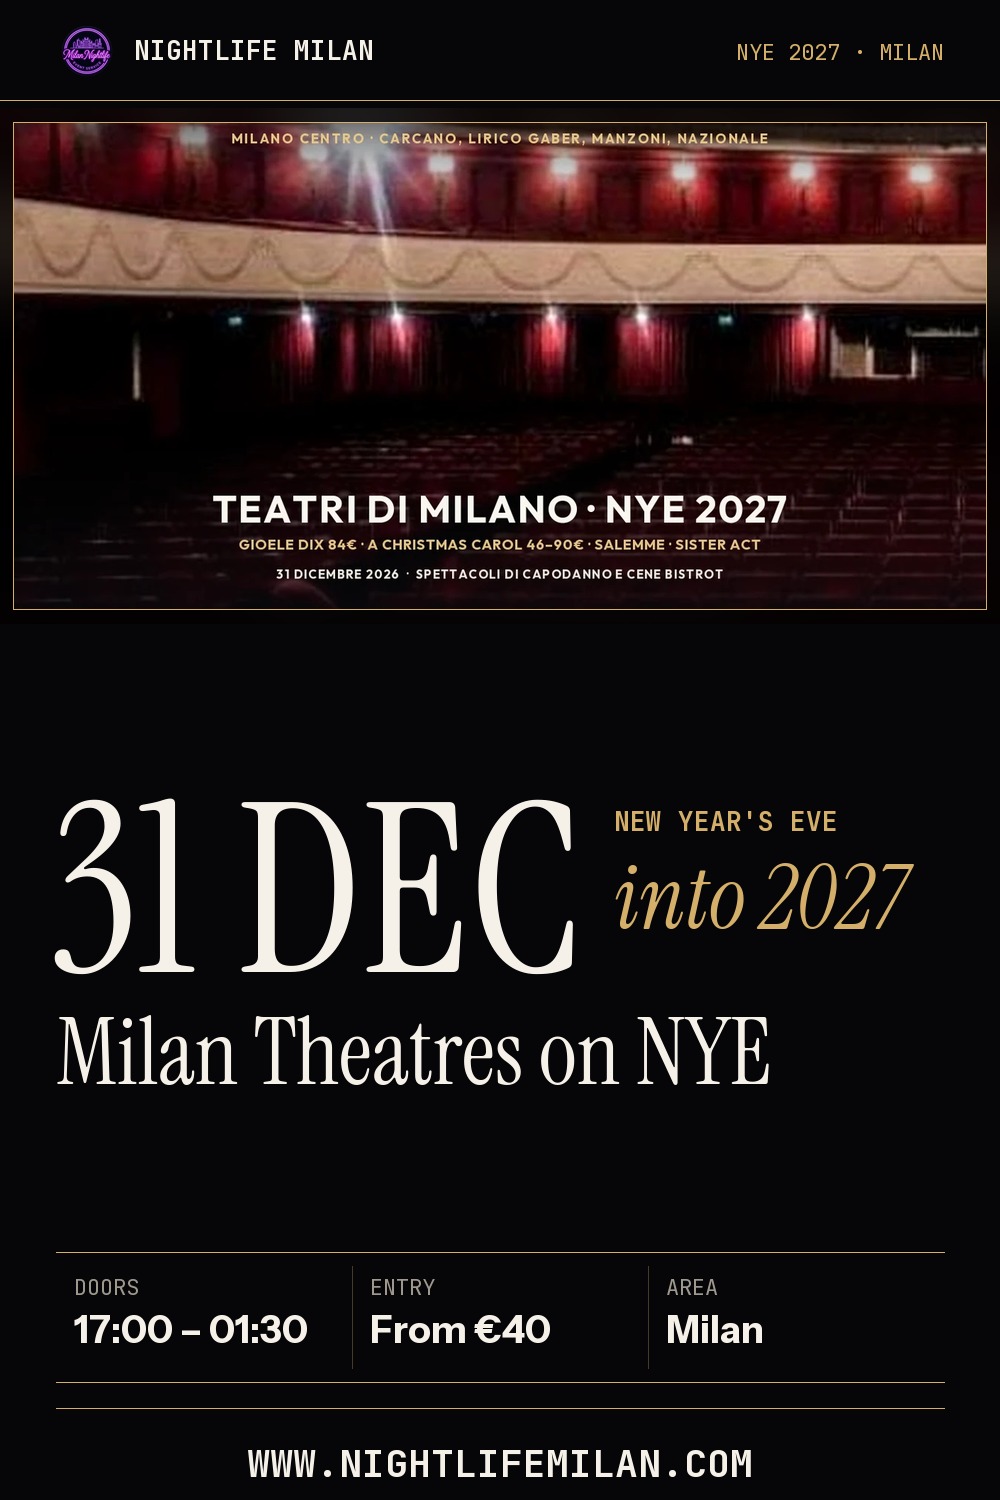 Milan Nightlife
NIGHTLIFE MILAN
NYE 2027 · MILAN
MILANO CENTRO · CARCANO, LIRICO GABER, MANZONI, NAZIONALE
TEATRI DI MILANO · NYE 2027
GIOELE DIX 84€ · A CHRISTMAS CAROL 46–90€ · SALEMME · SISTER ACT
31 DICEMBRE 2026 · SPETTACOLI DI CAPODANNO E CENE BISTROT
31 DEC
NEW YEAR'S EVE
into 2027
Milan Theatres on NYE
DOORS
17:00 – 01:30
ENTRY
From €40
AREA
Milan
WWW.NIGHTLIFEMILAN.COM